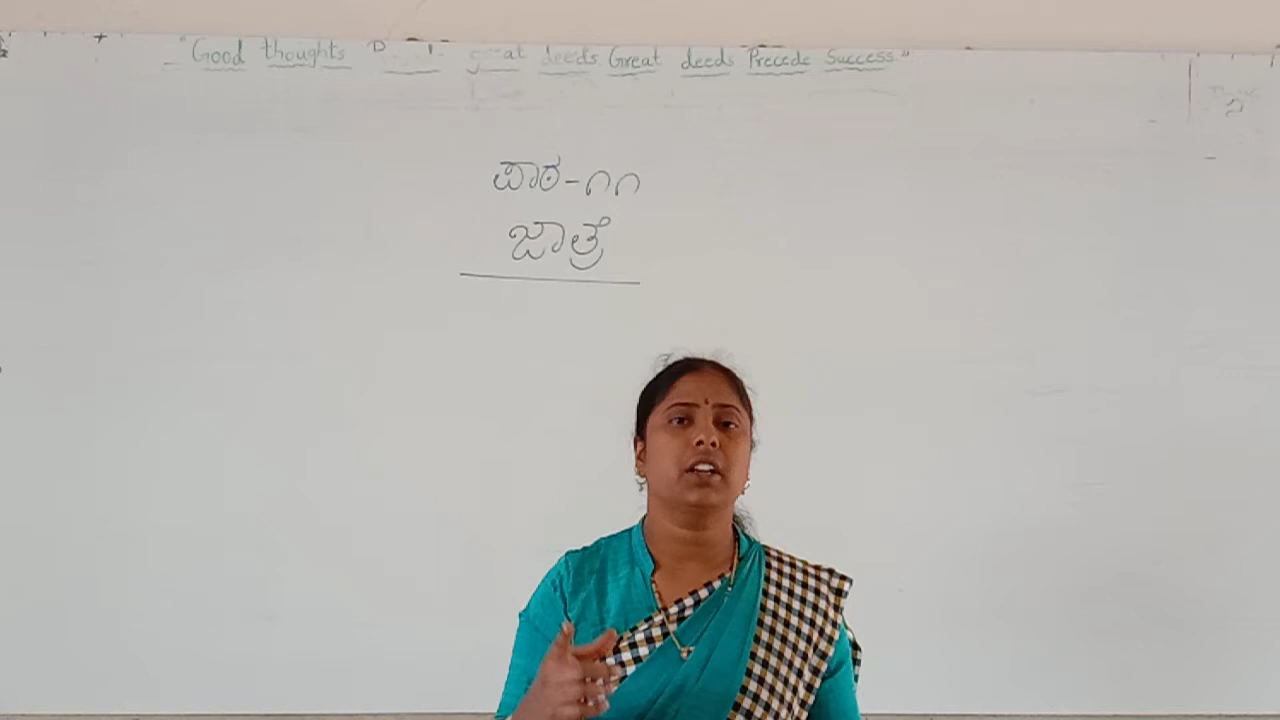 "Good thoughts great deeds Great deeds Precede Success"
ಪಾಠ-೧೧
ಜಾತ್ರೆ